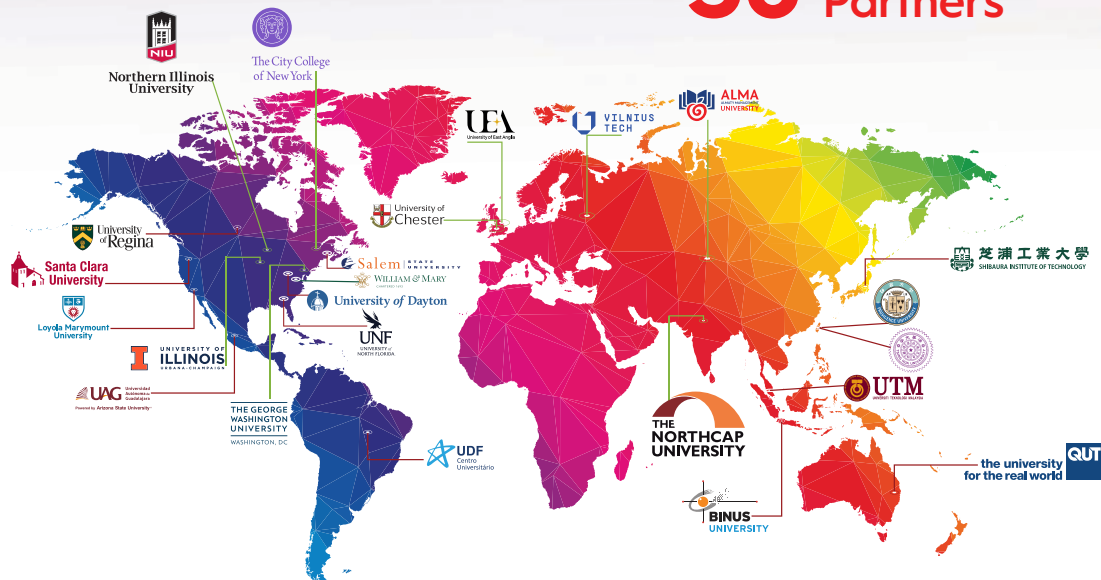 Partners
NIU
Northern Illinois
University
The City College
of New York
UEA
University of East Anglia
VILNIUS
TECH
ALMA
UNIVERSITY
University of
Chester
University
of Regina
Santa Clara
University
Salem STATE
UNIVERSITY
WILLIAM & MARY
CHARTERED 1693
University of Dayton
Loyola Marymount
University
UNF
UNIVERSITY of
NORTH FLORIDA
UNIVERSITY OF
ILLINOIS
URBANA-CHAMPAIGN
UAG
Universidad
Autónoma de
Guadalajara
Powered by Arizona State University
THE GEORGE
WASHINGTON
UNIVERSITY
WASHINGTON, DC
UDF
Centro
Universitário
芝浦工業大學
SHIBAURA INSTITUTE OF TECHNOLOGY
UTM
UNIVERSITI TEKNOLOGI MALAYSIA
THE
NORTHCAP
UNIVERSITY
BINUS
UNIVERSITY
the university
for the real world
QUT